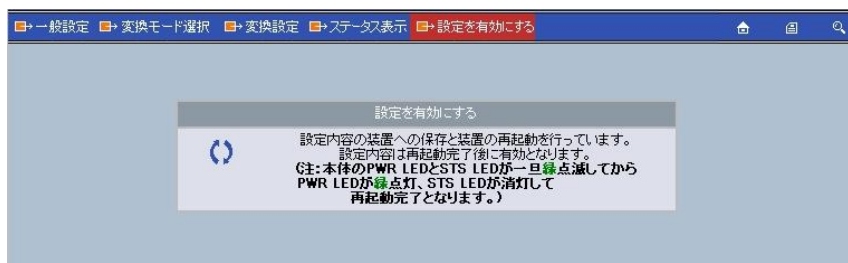 一般設定 変換モード選択 変換設定 ステータス表示 設定を有効にする
設定を有効にする
設定内容の装置への保存と装置の再起動を行っています。
設定内容は再起動完了後に有効となります。
(注:本体のPWR LEDとSTS LEDが一旦緑点滅してから
PWR LEDが緑点灯、STS LEDが消灯して
再起動完了となります。)